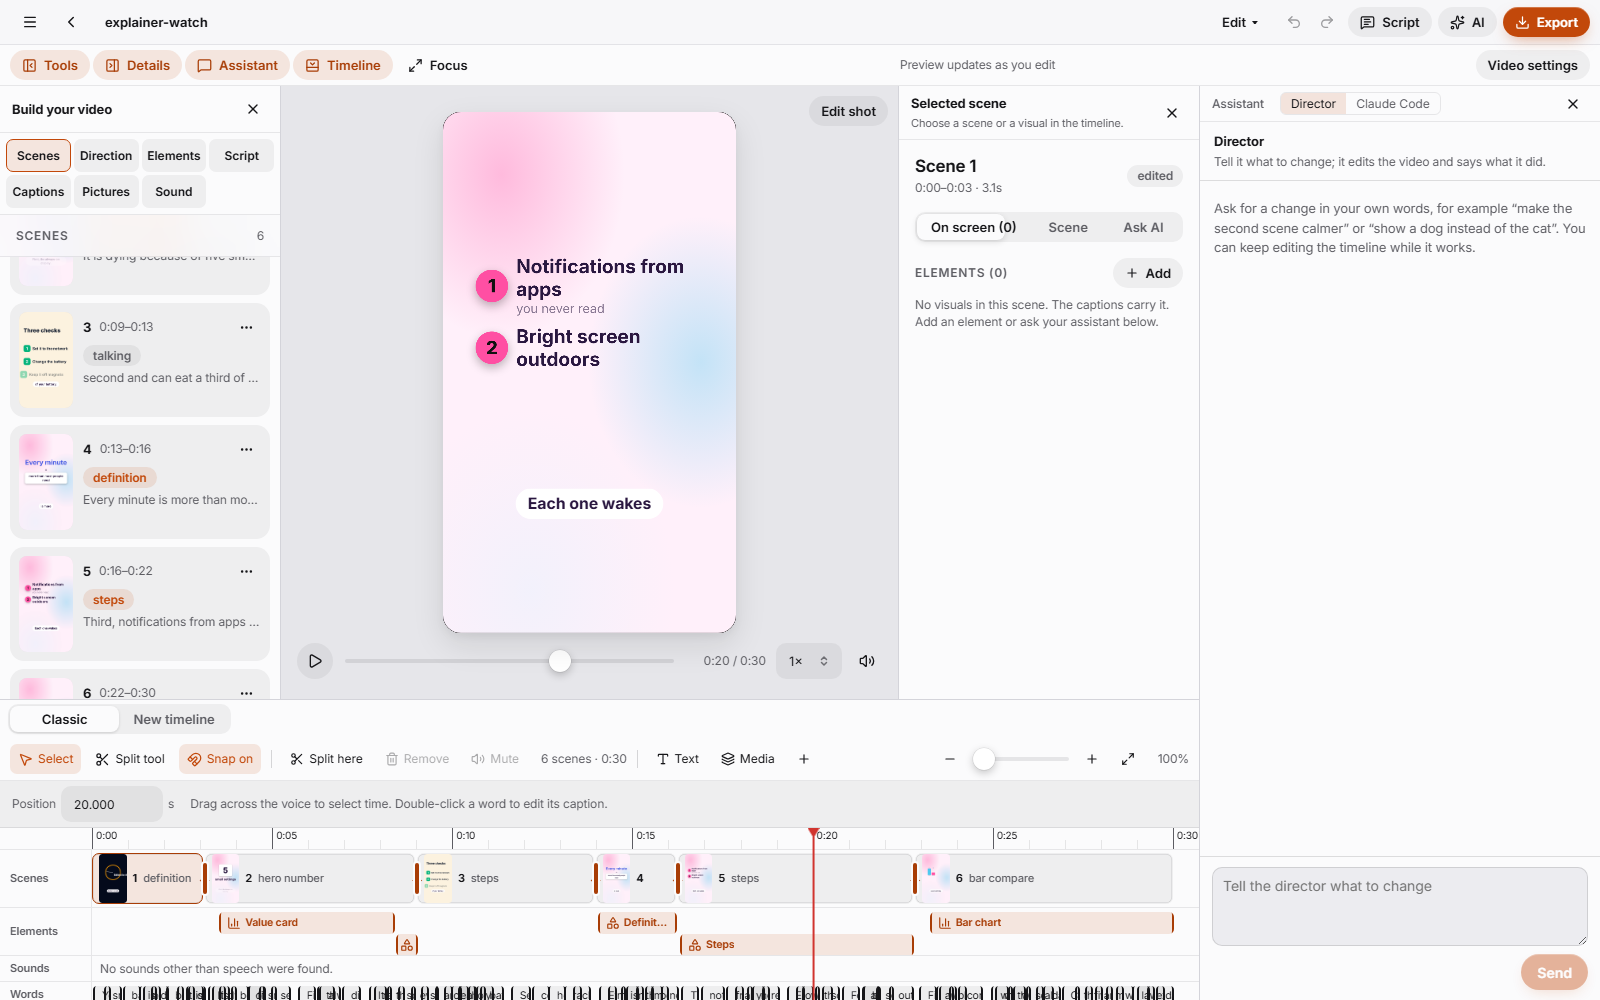 explainer-watch
Edit
Script
AI
Export
Tools
Details
Assistant
Timeline
Focus
Preview updates as you edit
Video settings
Build your video
Scenes
Direction
Elements
Script
Captions
Pictures
Sound
SCENES 6
It is dying because of five sm...
3 0:09–0:13
talking
second and can eat a third of ...
4 0:13–0:16
definition
Every minute is more than mo...
5 0:16–0:22
steps
Third, notifications from apps ...
6 0:22–0:30
Three checks
Every minute
Edit shot
1
Notifications from
apps
you never read
2
Bright screen
outdoors
Each one wakes
0:20 / 0:30
1×
Selected scene
Choose a scene or a visual in the timeline.
Scene 1
0:00–0:03 · 3.1s
edited
On screen (0)
Scene
Ask AI
ELEMENTS (0)
Add
No visuals in this scene. The captions carry it.
Add an element or ask your assistant below.
Assistant
Director
Claude Code
Director
Tell it what to change; it edits the video and says what it did.
Ask for a change in your own words, for example “make the
second scene calmer” or “show a dog instead of the cat”. You
can keep editing the timeline while it works.
Tell the director what to change
Send
Classic
New timeline
Select
Split tool
Snap on
Split here
Remove
Mute
6 scenes · 0:30
Text
Media
100%
Position 20.000 s
Drag across the voice to select time. Double-click a word to edit its caption.
0:00 0:05 0:10 0:15 0:20 0:25 0:30
Scenes
1 definition
2 hero number
3 steps
4
5 steps
6 bar compare
Elements
Value card
Definit...
Bar chart
Steps
Sounds
No sounds other than speech were found.
Words